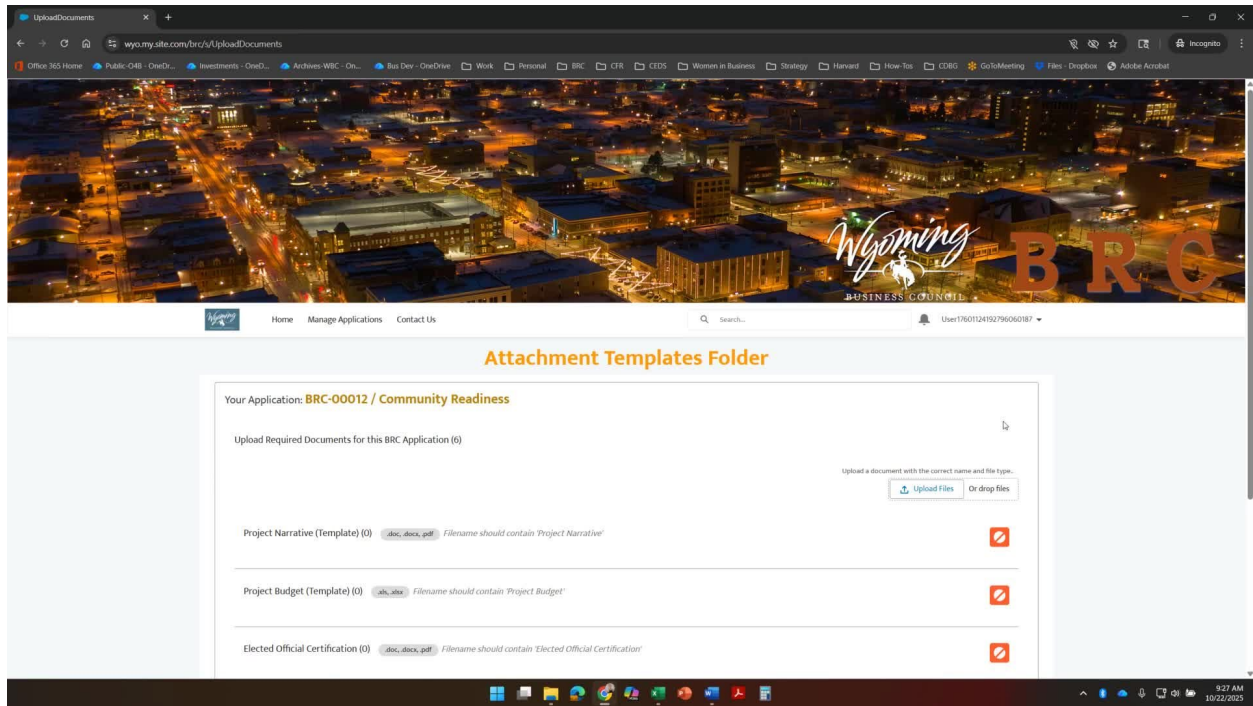 UploadDocuments
wyo.my.site.com/brc/s/UploadDocuments
Incognito
Office 365 Home Public-O4B - OneDr... Investments - OneD... Archives-WBC - On... Bus Dev - OneDrive Work Personal BRC CFR CEDS Women in Business Strategy Harvard How-Tos CDBG GoToMeeting Files - Dropbox Adobe Acrobat
Wyoming
BUSINESS COUNCIL
BRC
Wyoming
Home Manage Applications Contact Us Search... User17601124192796060187
Attachment Templates Folder
Your Application: BRC-00012 / Community Readiness
Upload Required Documents for this BRC Application (6)
Upload a document with the correct name and file type..
Upload Files Or drop files
Project Narrative (Template) (0) .doc, .docx, .pdf Filename should contain 'Project Narrative'
Project Budget (Template) (0) .xls, .xlsx Filename should contain 'Project Budget'
Elected Official Certification (0) .doc, .docx, .pdf Filename should contain 'Elected Official Certification'
9:27 AM
10/22/2025